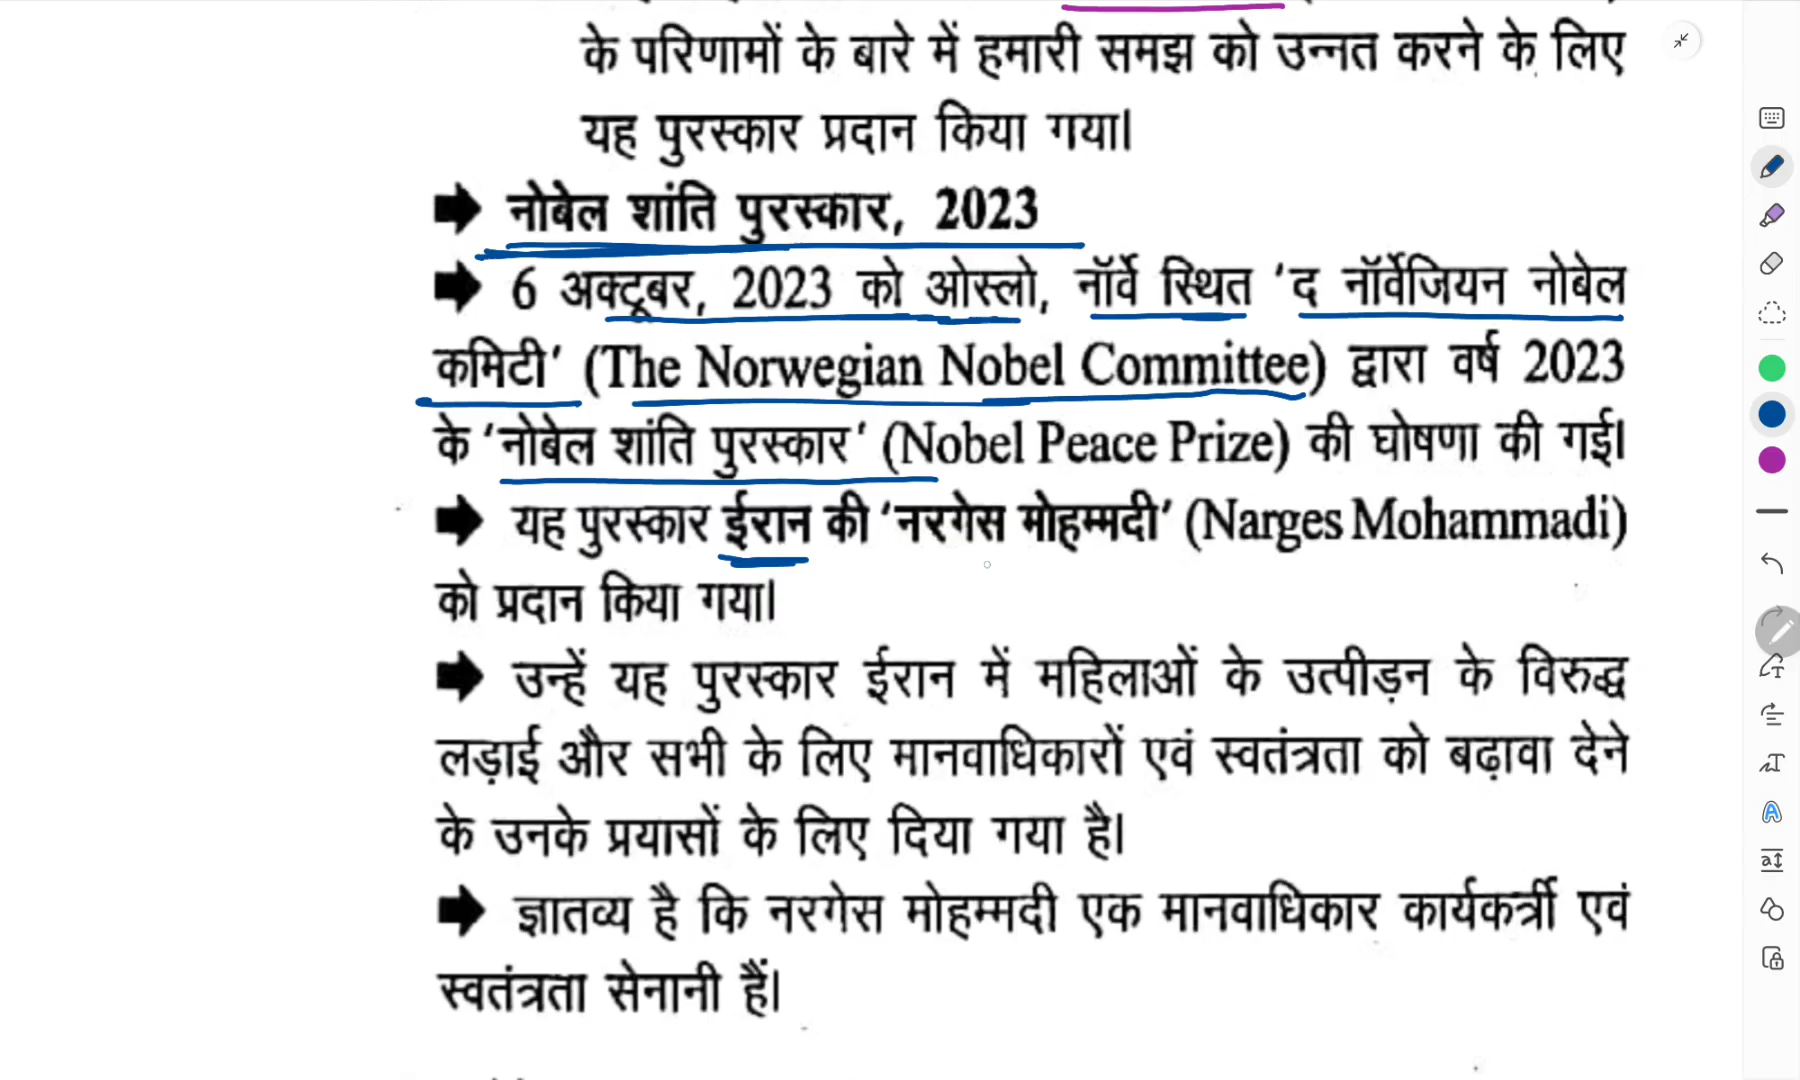 के परिणामों के बारे में हमारी समझ को उन्नत करने के लिए
यह पुरस्कार प्रदान किया गया।
➡ नोबेल शांति पुरस्कार, 2023
➡ 6 अक्टूबर, 2023 को ओस्लो, नॉर्वे स्थित 'द नॉर्वेजियन नोबेल
कमिटी' (The Norwegian Nobel Committee) द्वारा वर्ष 2023
के 'नोबेल शांति पुरस्कार' (Nobel Peace Prize) की घोषणा की गई।
➡ यह पुरस्कार ईरान की 'नरगेस मोहम्मदी' (Narges Mohammadi)
को प्रदान किया गया।
➡ उन्हें यह पुरस्कार ईरान में महिलाओं के उत्पीड़न के विरुद्ध
लड़ाई और सभी के लिए मानवाधिकारों एवं स्वतंत्रता को बढ़ावा देने
के उनके प्रयासों के लिए दिया गया है।
➡ ज्ञातव्य है कि नरगेस मोहम्मदी एक मानवाधिकार कार्यकर्त्री एवं
स्वतंत्रता सेनानी हैं।